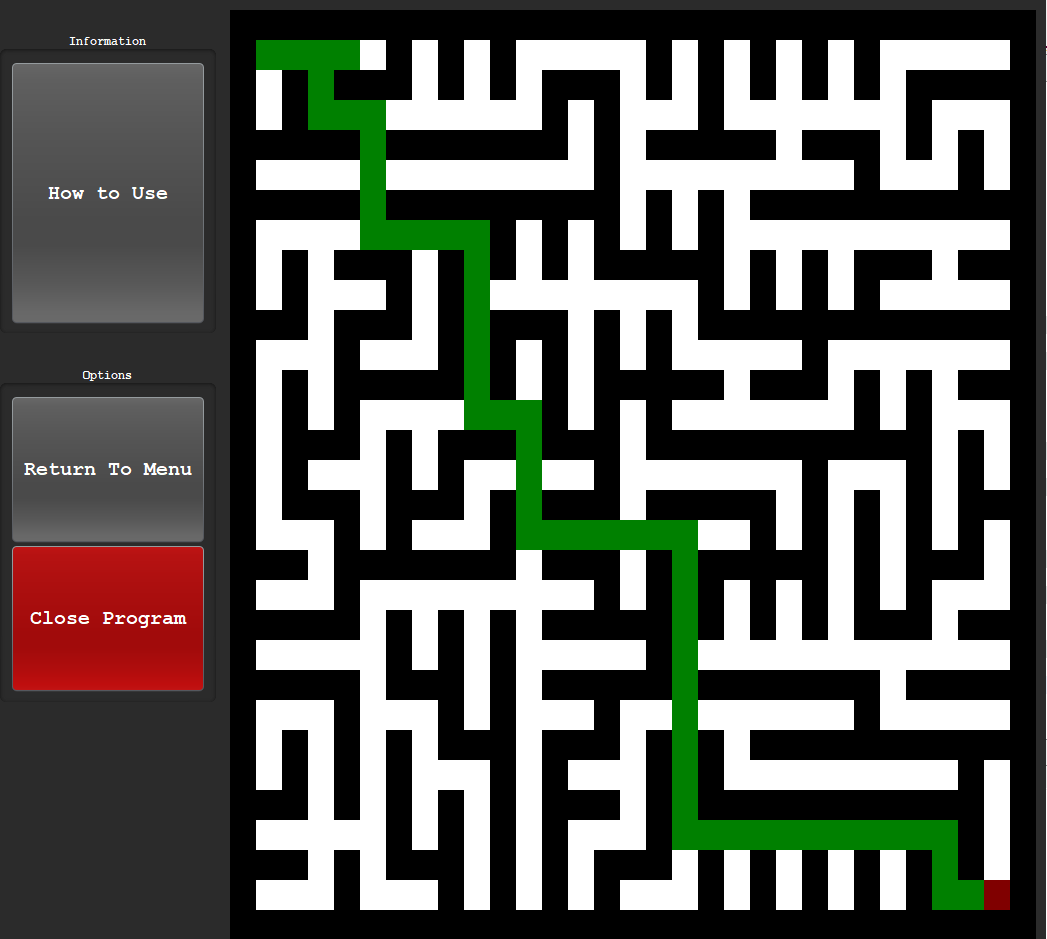 Information
How to Use
Options
Return To Menu
Close Program